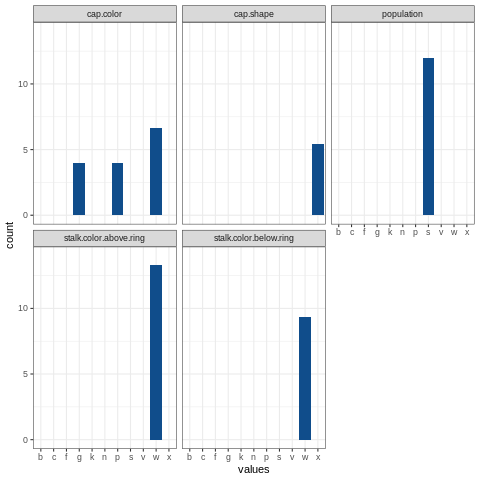 cap.color cap.shape population
10
5
0
b c f g k n p s v w x
stalk.color.above.ring stalk.color.below.ring
10
5
0
b c f g k n p s v w x b c f g k n p s v w x
count
values